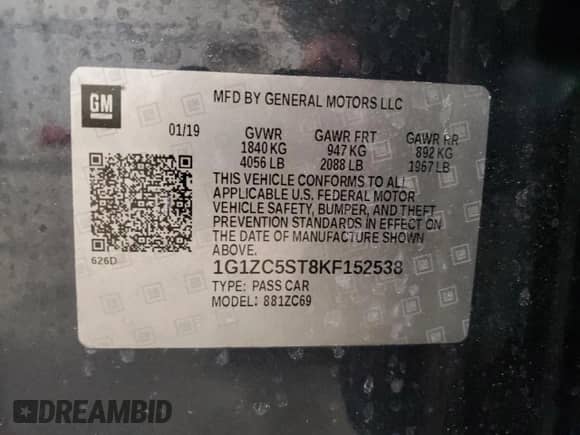 GM
MFD BY GENERAL MOTORS LLC
01/19 GVWR GAWR FRT GAWR RR
1840 KG 947 KG 892 KG
4056 LB 2088 LB 1967 LB
THIS VEHICLE CONFORMS TO ALL
APPLICABLE U.S. FEDERAL MOTOR
VEHICLE SAFETY, BUMPER, AND THEFT
PREVENTION STANDARDS IN EFFECT ON
THE DATE OF MANUFACTURE SHOWN
ABOVE.
626D
1G1ZC5ST8KF152538
TYPE: PASS CAR
MODEL: 881ZC69
DREAMBID